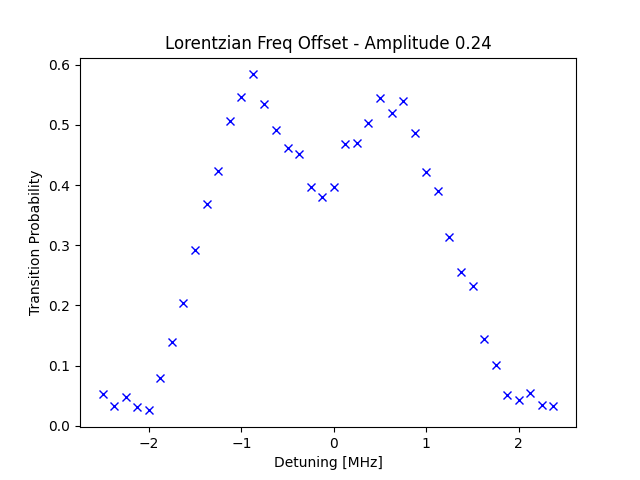 Lorentzian Freq Offset - Amplitude 0.24
Transition Probability
0.6
0.5
0.4
0.3
0.2
0.1
0.0
−2 −1 0 1 2
Detuning [MHz]